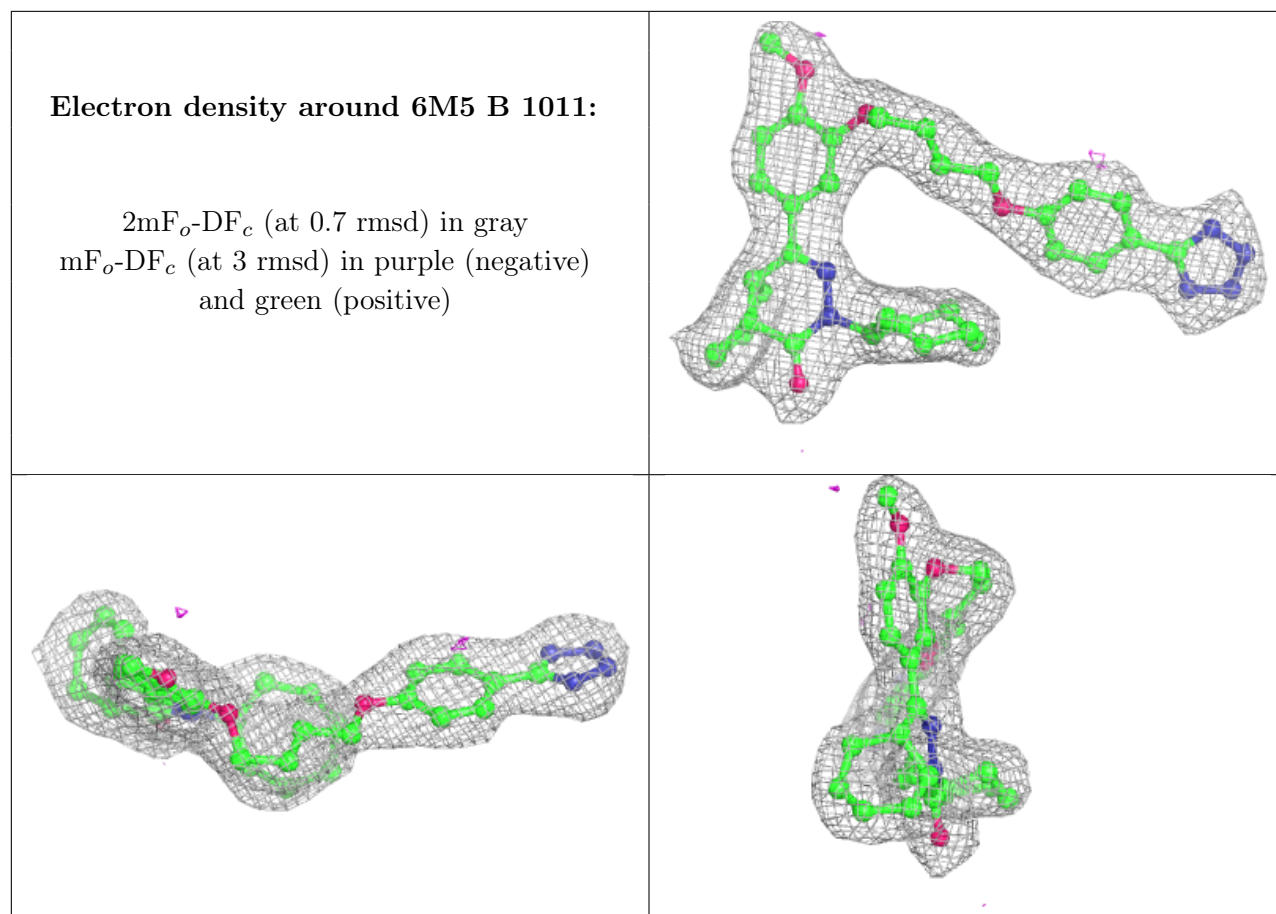 Electron density around 6M5 B 1011:
2mFo-DFc (at 0.7 rmsd) in gray
mFo-DFc (at 3 rmsd) in purple (negative)
and green (positive)